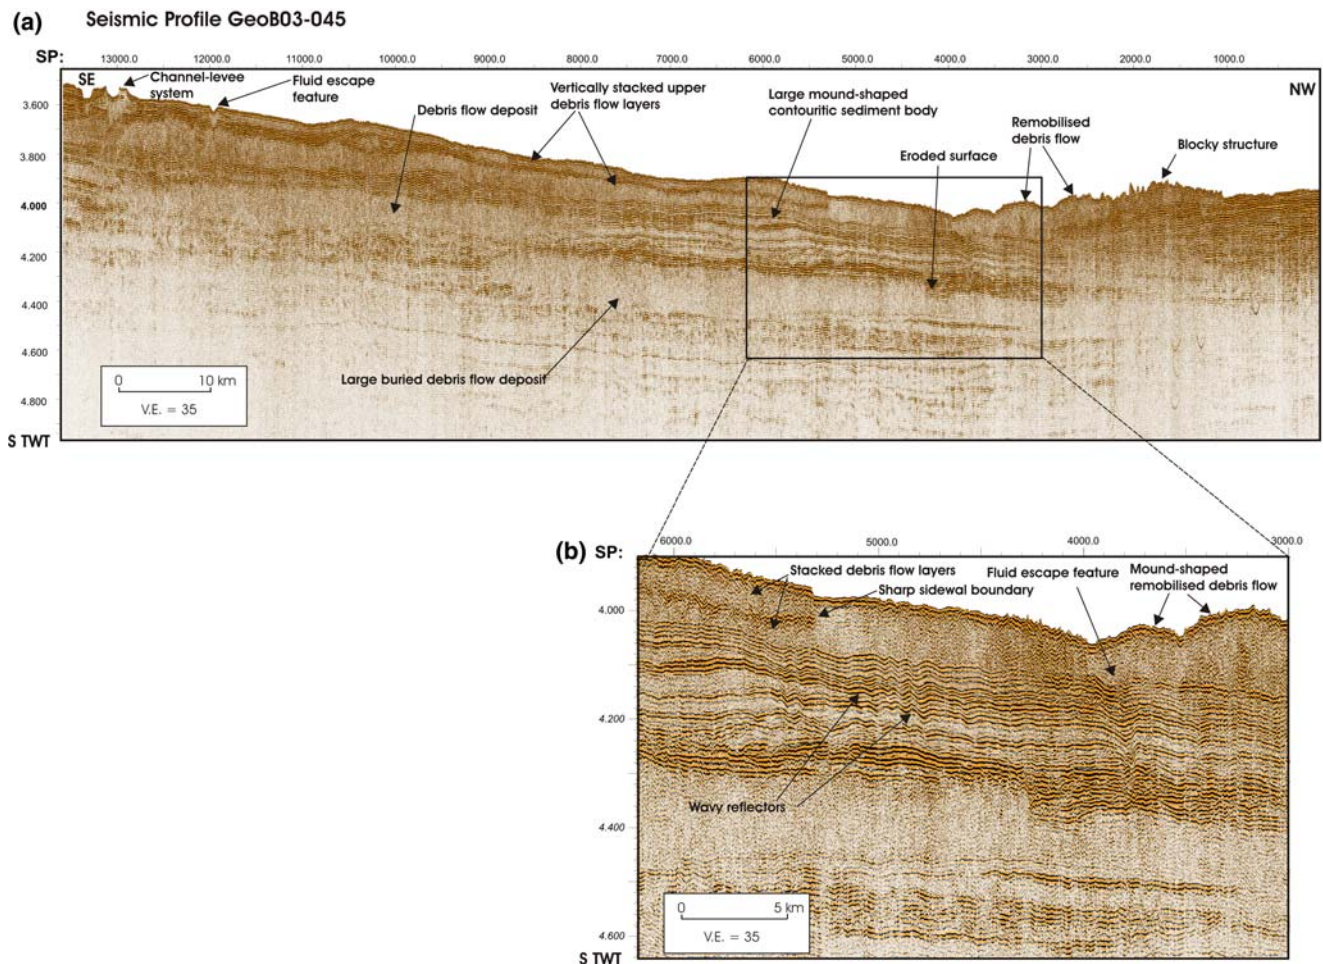 (a) Seismic Profile GeoB03-045
SP: 13000.0 12000.0 10000.0 9000.0 8000.0 7000.0 6000.0 5000.0 4000.0 3000.0 2000.0 1000.0
SE
NW
Channel-levee
system
Fluid escape
feature
Debris flow deposit
Vertically stacked upper
debris flow layers
Large mound-shaped
contouritic sediment body
Eroded surface
Remobilised
debris flow
Blocky structure
3.600
3.800
4.000
4.200
4.400
4.600
4.800
S TWT
Large buried debris flow deposit
0 10 km
V.E. = 35
(b) SP: 6000.0 5000.0 4000.0 3000.0
Stacked debris flow layers
Sharp sidewal boundary
Fluid escape feature
Mound-shaped
remobilised debris flow
4.000
4.200
4.400
4.600
Wavy reflectors
0 5 km
V.E. = 35
S TWT